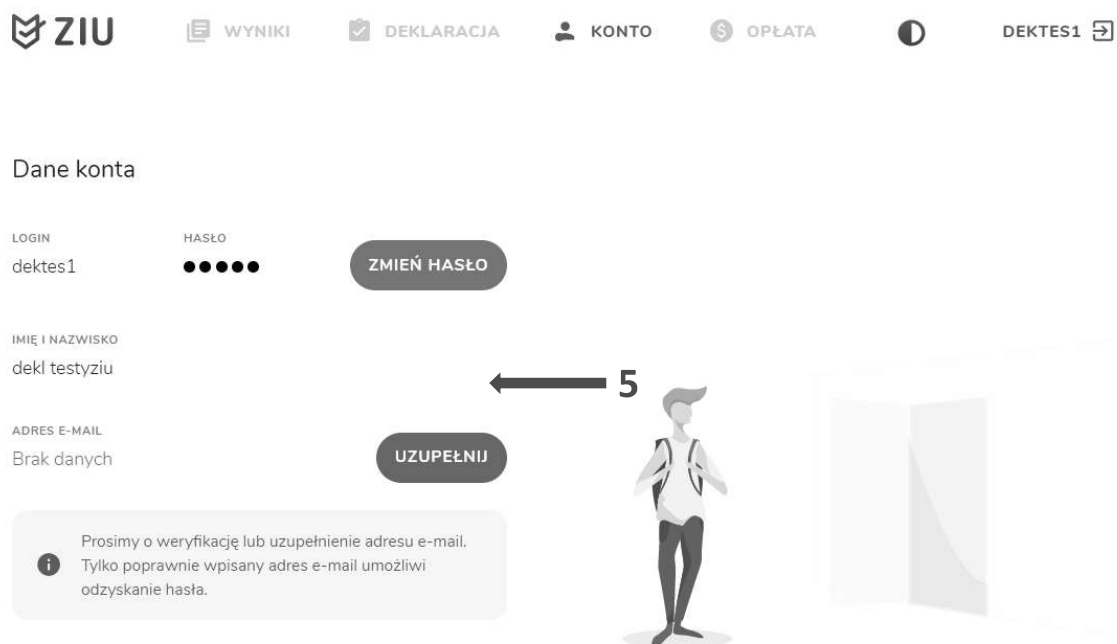 ZIU WYNIKI DEKLARACJA KONTO OPŁATA DEKTES1
Dane konta
LOGIN HASŁO
dektes1 ZMIEŃ HASŁO
IMIĘ I NAZWISKO
dekl testyziu
5
ADRES E-MAIL
Brak danych UZUPEŁNIJ
Prosimy o weryfikację lub uzupełnienie adresu e-mail.
Tylko poprawnie wpisany adres e-mail umożliwi
odzyskanie hasła.